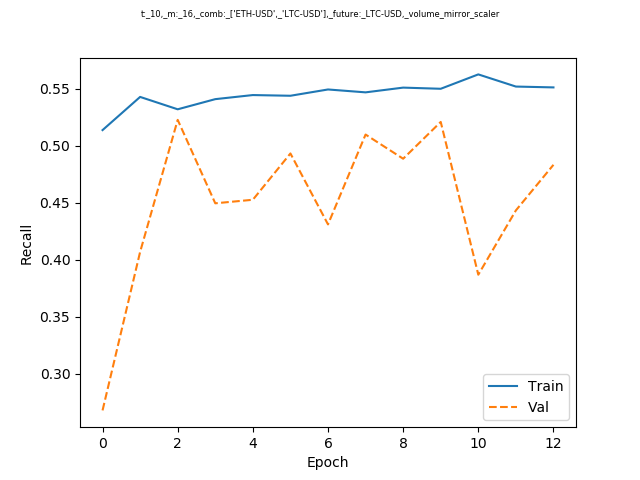 t:_10,_m:_16,_comb:_['ETH-USD',_'LTC-USD'],_future:_LTC-USD,_volume_mirror_scaler
0.55
0.50
0.45
0.40
0.35
0.30
Recall
Train
Val
0 2 4 6 8 10 12
Epoch